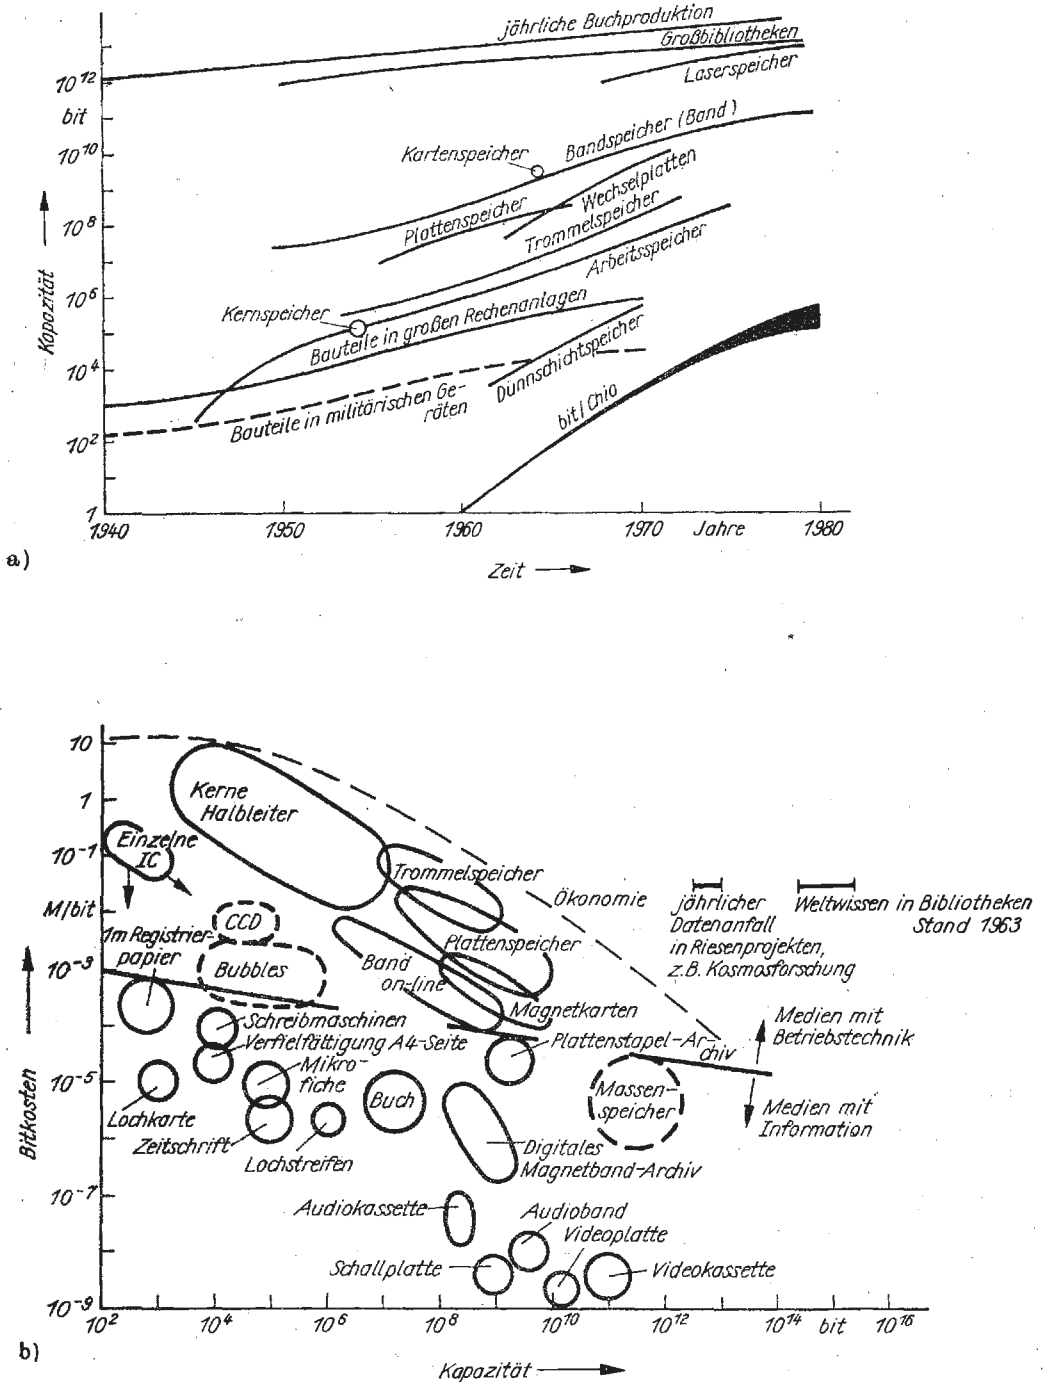 jährliche Buchproduktion
Großbibliotheken
Laserspeicher
10¹²
bit
Bandspeicher (Band)
Kartenspeicher
10¹⁰
Wechselplatten
Plattenspeicher
10⁸
Trommelspeicher
Arbeitsspeicher
Kapazität
10⁶
Kernspeicher
Bauteile in großen Rechenanlagen
10⁴
Dünnschichtspeicher
Bauteile in militärischen Ge-
räten
bit/Chip
10²
1
1940
1950
1960
1970
Jahre
1980
a)
Zeit
10
Kerne
Halbleiter
1
Einzelne
IC
10⁻¹
Trommelspeicher
Ökonomie
jährlicher
Datenanfall
in Riesenprojekten,
z.B. Kosmosforschung
Weltwissen in Bibliotheken
Stand 1963
M/bit
CCD
1m Registrier-
papier
Plattenspeicher
10⁻³
Bubbles
Band
on-line
Magnetkarten
Schreibmaschinen
Vervielfältigung A4-Seite
Plattenstapel-Ar-
chiv
Medien mit
Betriebstechnik
Mikro-
fiche
10⁻⁵
Bitkosten
Buch
Massen-
speicher
Medien mit
Information
Lochkarte
Zeitschrift
Lochstreifen
Digitales
Magnetband-Archiv
10⁻⁷
Audiokassette
Audioband
Videoplatte
Schallplatte
Videokassette
10⁻⁹
10²
10⁴
10⁶
10⁸
10¹⁰
10¹²
10¹⁴
bit
10¹⁶
b)
Kapazität